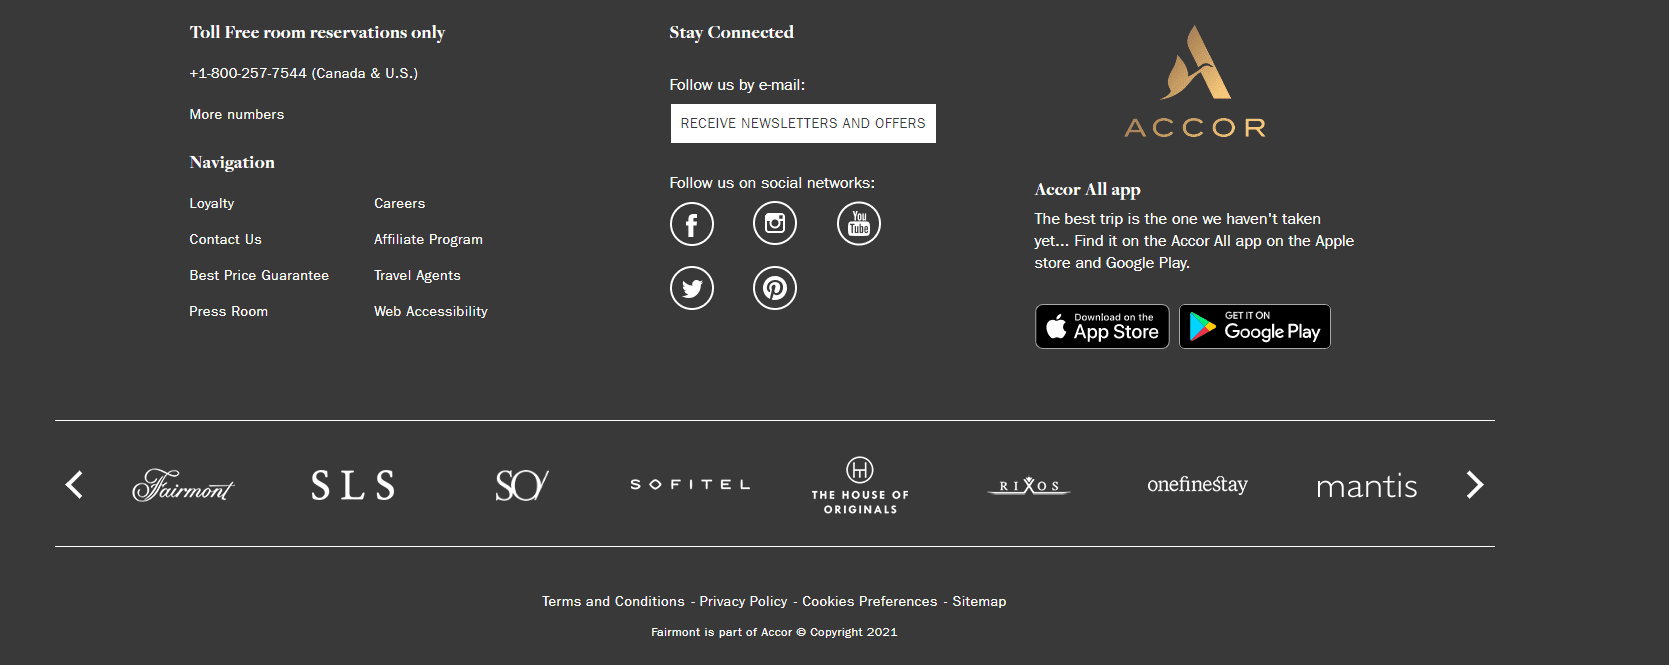 Toll Free room reservations only
+1-800-257-7544 (Canada & U.S.)
More numbers
Navigation
Loyalty
Careers
Contact Us
Affiliate Program
Best Price Guarantee
Travel Agents
Press Room
Web Accessibility
Stay Connected
Follow us by e-mail:
RECEIVE NEWSLETTERS AND OFFERS
Follow us on social networks:
You
Tube
ACCOR
Accor All app
The best trip is the one we haven't taken
yet... Find it on the Accor All app on the Apple
store and Google Play.
Download on the
App Store
GET IT ON
Google Play
Fairmont
SLS
SO/
SOFITEL
THE HOUSE OF
ORIGINALS
RIXOS
onefinestay
mantis
Terms and Conditions - Privacy Policy - Cookies Preferences - Sitemap
Fairmont is part of Accor © Copyright 2021